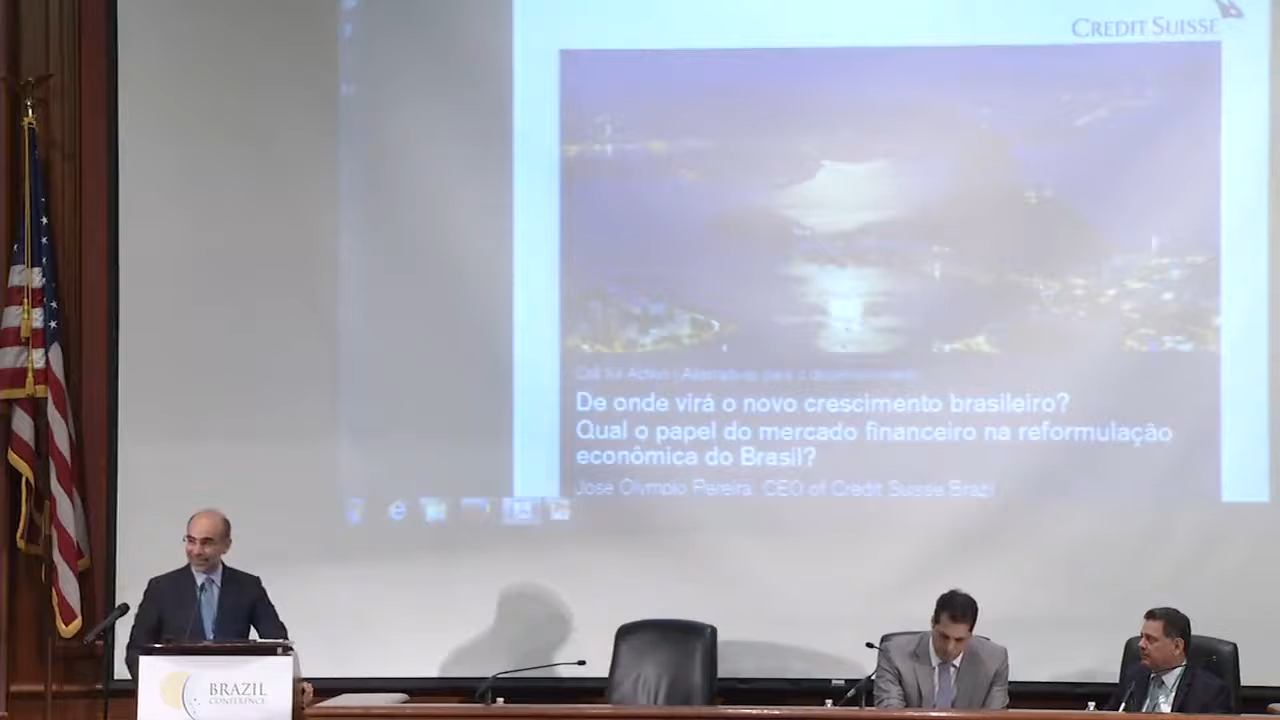 CREDIT SUISSE
De onde virá o novo crescimento brasileiro?
Qual o papel do mercado financeiro na reformulação
econômica do Brasil?
José Olympio Pereira, CEO of Credit Suisse Brazil
BRAZIL
CONFERENCE